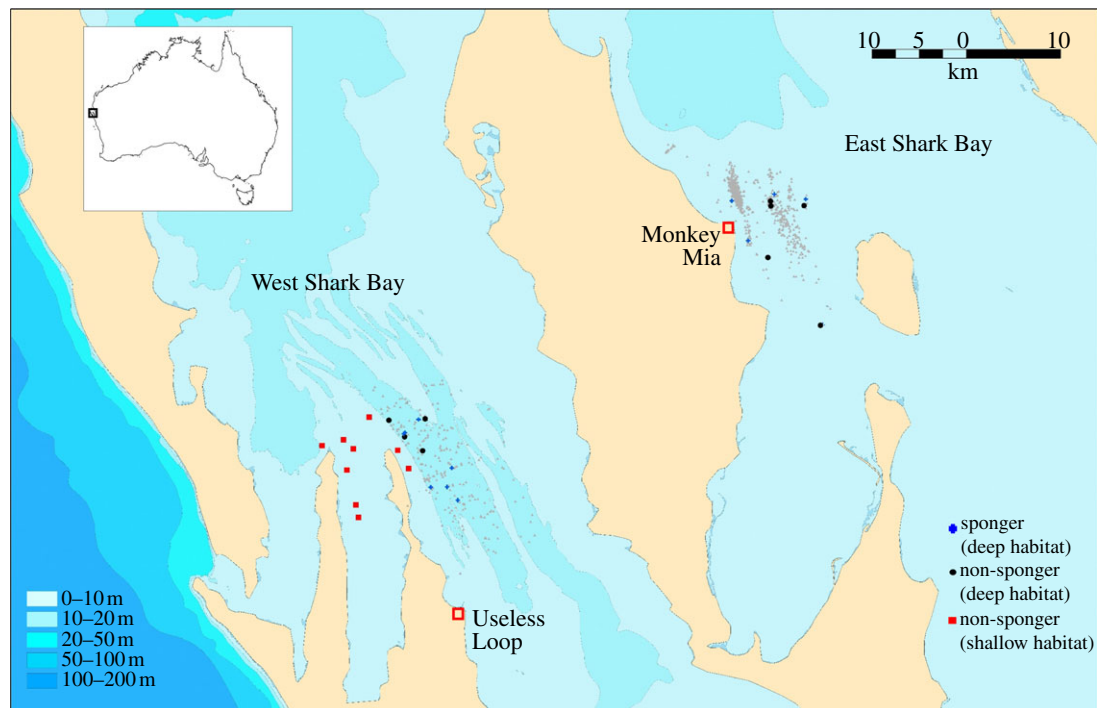 10 5 0 10
km
East Shark Bay
Monkey
Mia
West Shark Bay
sponger
(deep habitat)
non-sponger
(deep habitat)
non-sponger
(shallow habitat)
0–10 m
10–20 m
20–50 m
50–100 m
100–200 m
Useless
Loop